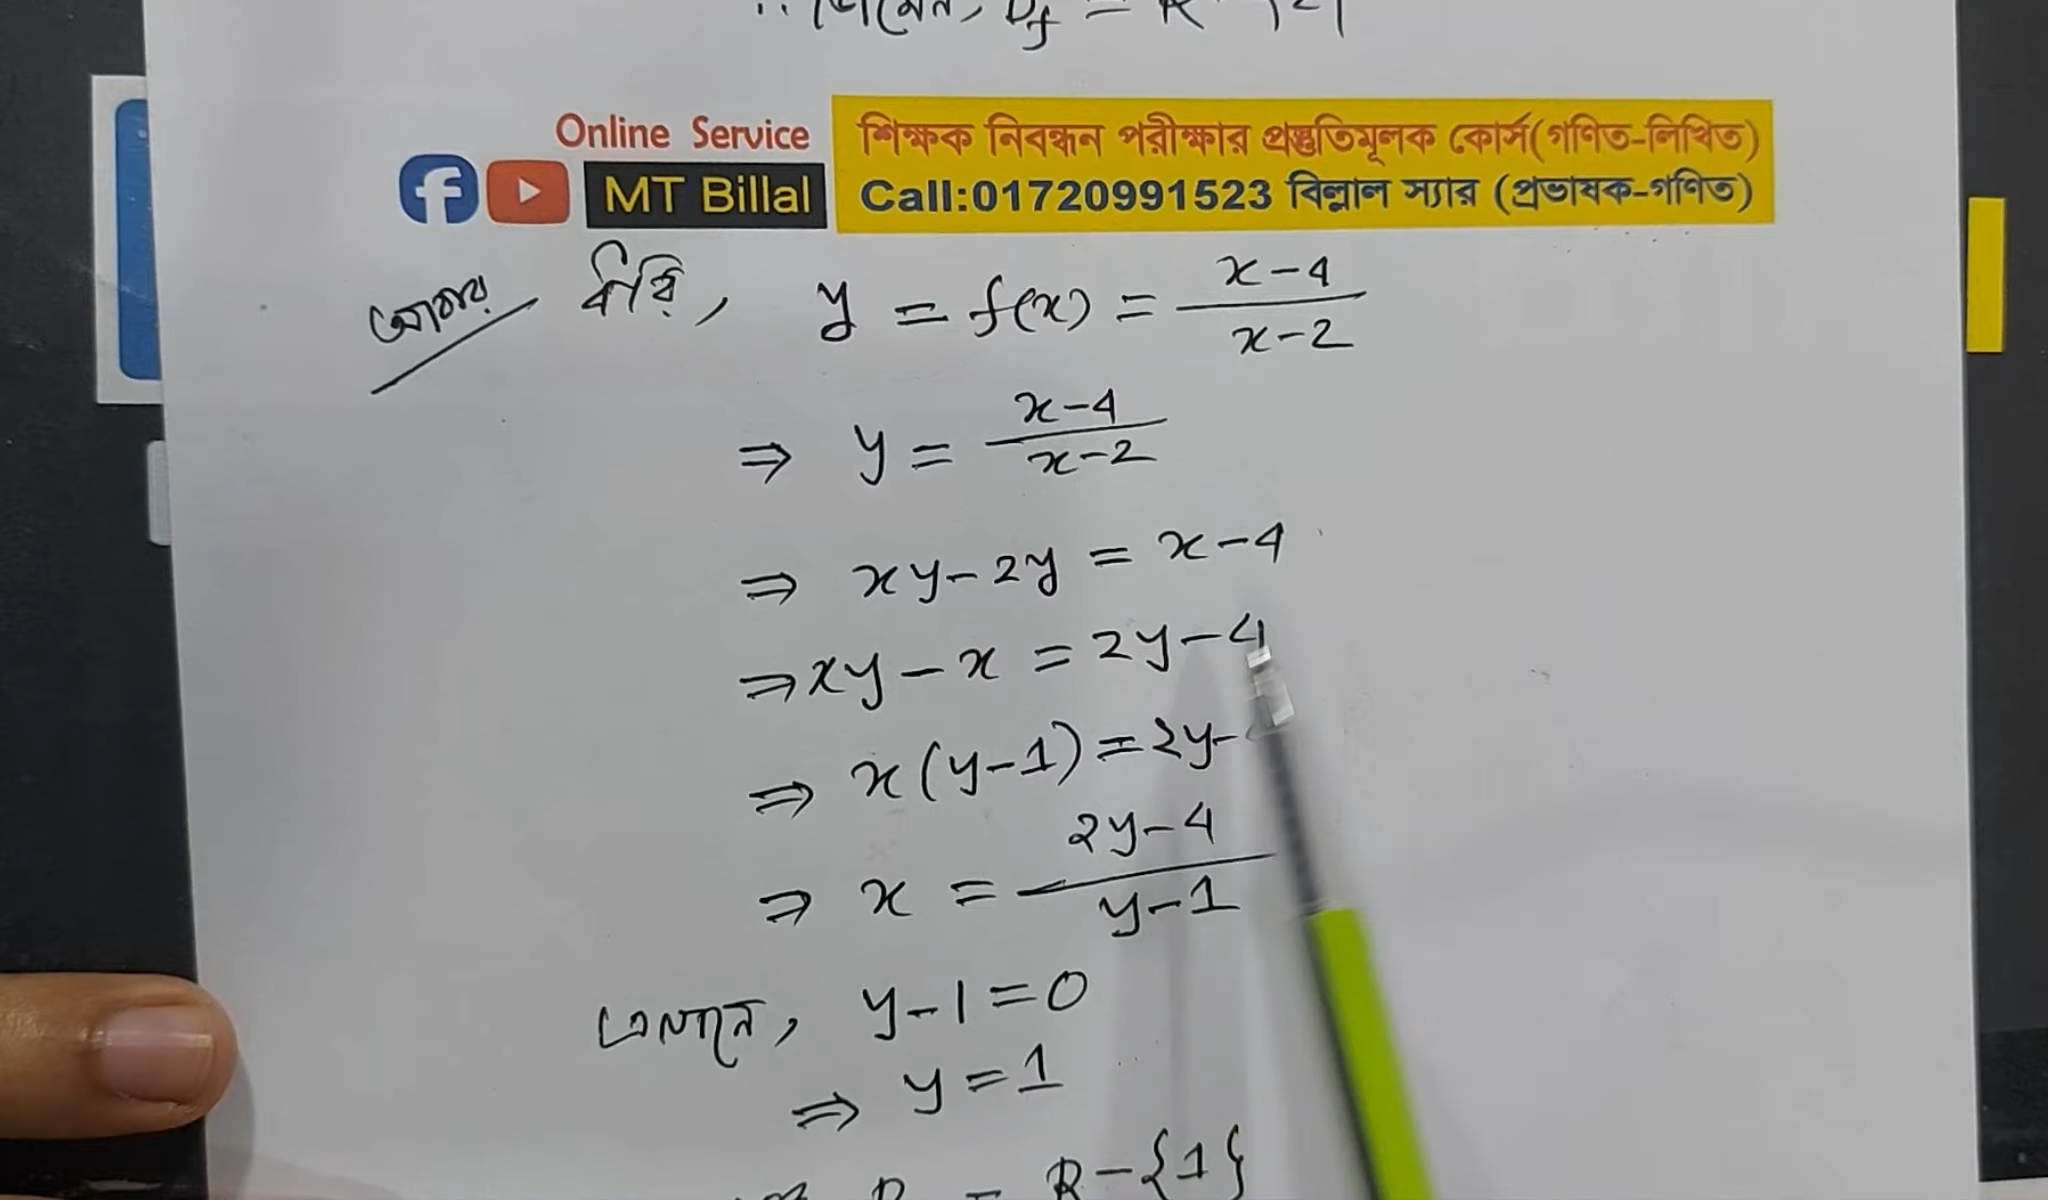 ∴ ডোমেন, D_f = R - {2}
Online Service
MT Billal
শিক্ষক নিবন্ধন পরীক্ষার প্রস্তুতিমূলক কোর্স(গণিত-লিখিত)
Call:01720991523 বিল্লাল স্যার (প্রভাষক-গণিত)
আবার ধরি, y = f(x) = (x-4)/(x-2)
⇒ y = (x-4)/(x-2)
⇒ xy-2y = x-4
⇒ xy-x = 2y-4
⇒ x(y-1) = 2y-
⇒ x = (2y-4)/(y-1)
এখানে, y-1=0
⇒ y=1
= R-{1}